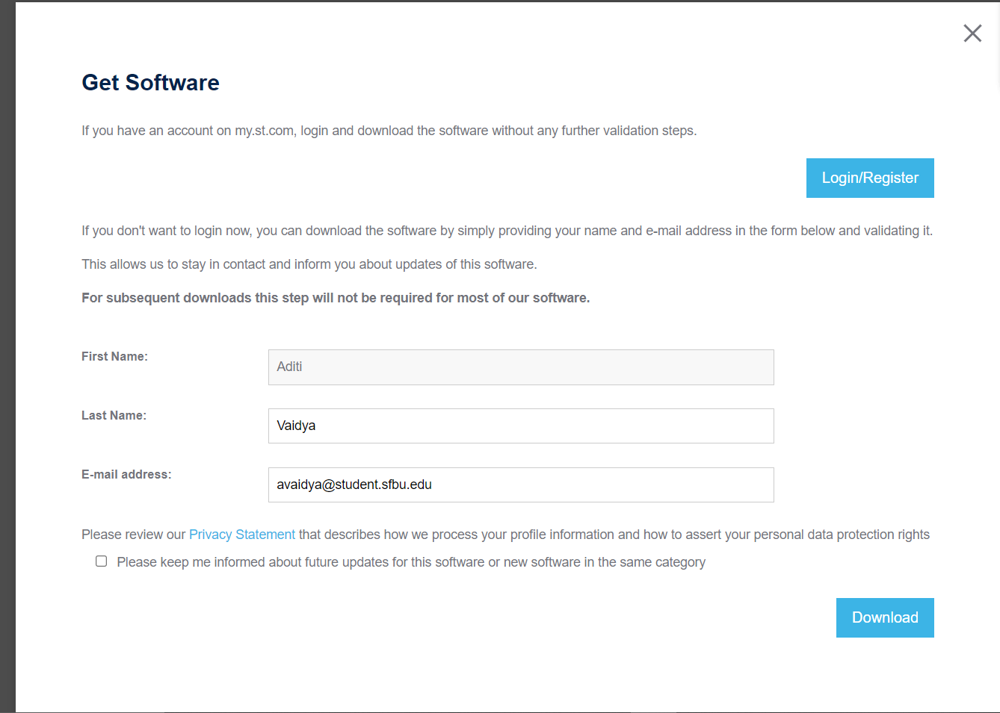 Get Software
If you have an account on my.st.com, login and download the software without any further validation steps.
Login/Register
If you don't want to login now, you can download the software by simply providing your name and e-mail address in the form below and validating it.
This allows us to stay in contact and inform you about updates of this software.
For subsequent downloads this step will not be required for most of our software.
First Name:
Aditi
Last Name:
Vaidya
E-mail address:
avaidya@student.sfbu.edu
Please review our Privacy Statement that describes how we process your profile information and how to assert your personal data protection rights
Please keep me informed about future updates for this software or new software in the same category
Download